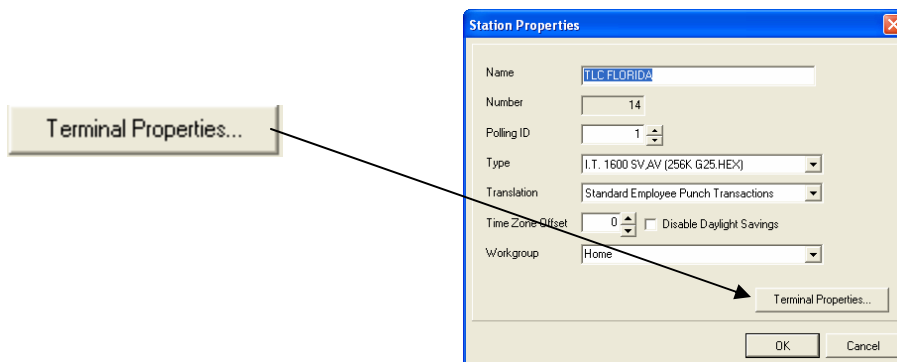 Station Properties
Name TLC FLORIDA
Number 14
Terminal Properties...
Polling ID 1
Type I.T. 1600 SV,AV (256K G25.HEX)
Translation Standard Employee Punch Transactions
Time Zone Offset 0 Disable Daylight Savings
Workgroup Home
Terminal Properties...
OK Cancel